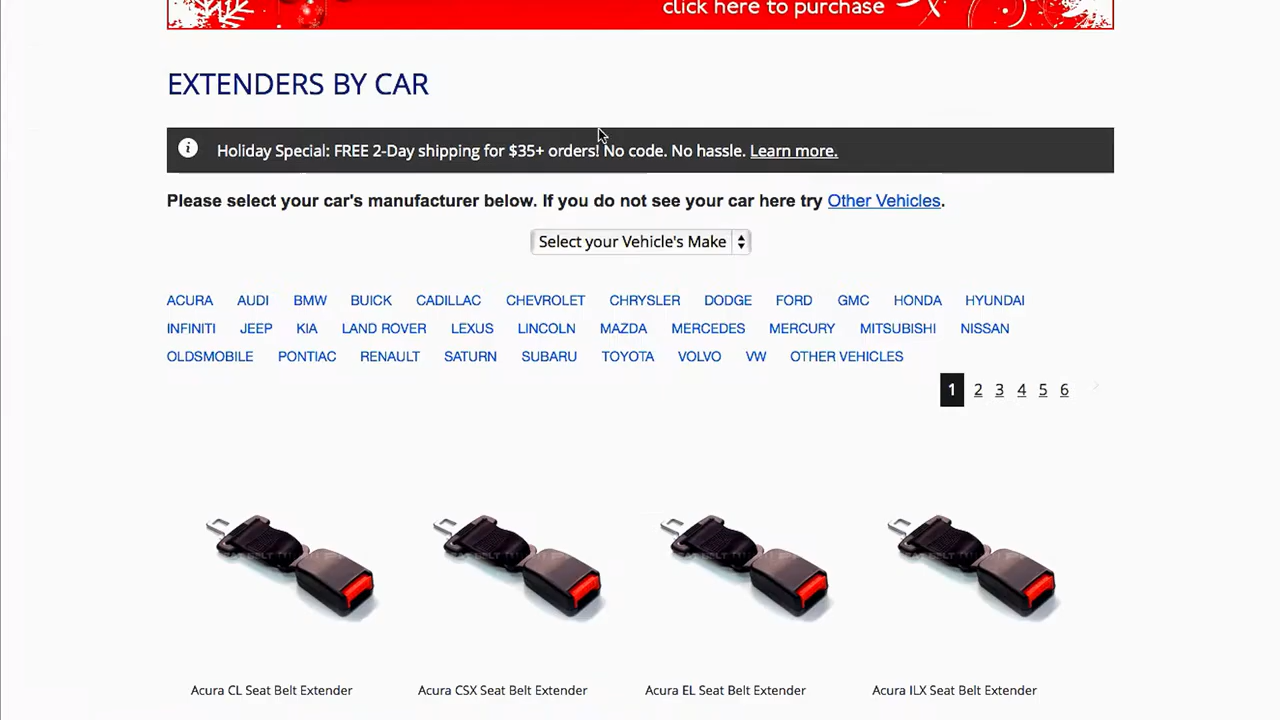 click here to purchase
EXTENDERS BY CAR
Holiday Special: FREE 2-Day shipping for $35+ orders! No code. No hassle. Learn more.
Please select your car's manufacturer below. If you do not see your car here try Other Vehicles.
Select your Vehicle's Make
ACURA AUDI BMW BUICK CADILLAC CHEVROLET CHRYSLER DODGE FORD GMC HONDA HYUNDAI
INFINITI JEEP KIA LAND ROVER LEXUS LINCOLN MAZDA MERCEDES MERCURY MITSUBISHI NISSAN
OLDSMOBILE PONTIAC RENAULT SATURN SUBARU TOYOTA VOLVO VW OTHER VEHICLES
1 2 3 4 5 6
Acura CL Seat Belt Extender Acura CSX Seat Belt Extender Acura EL Seat Belt Extender Acura ILX Seat Belt Extender